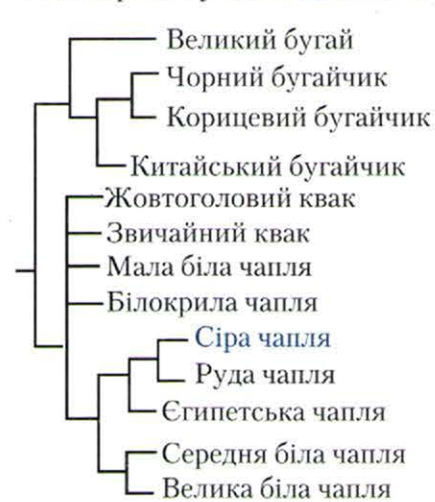 Великий бугай
Чорний бугайчик
Корицевий бугайчик
Китайський бугайчик
Жовтоголовий квак
Звичайний квак
Мала біла чапля
Білокрила чапля
Сіра чапля
Руда чапля
Єгипетська чапля
Середня біла чапля
Велика біла чапля